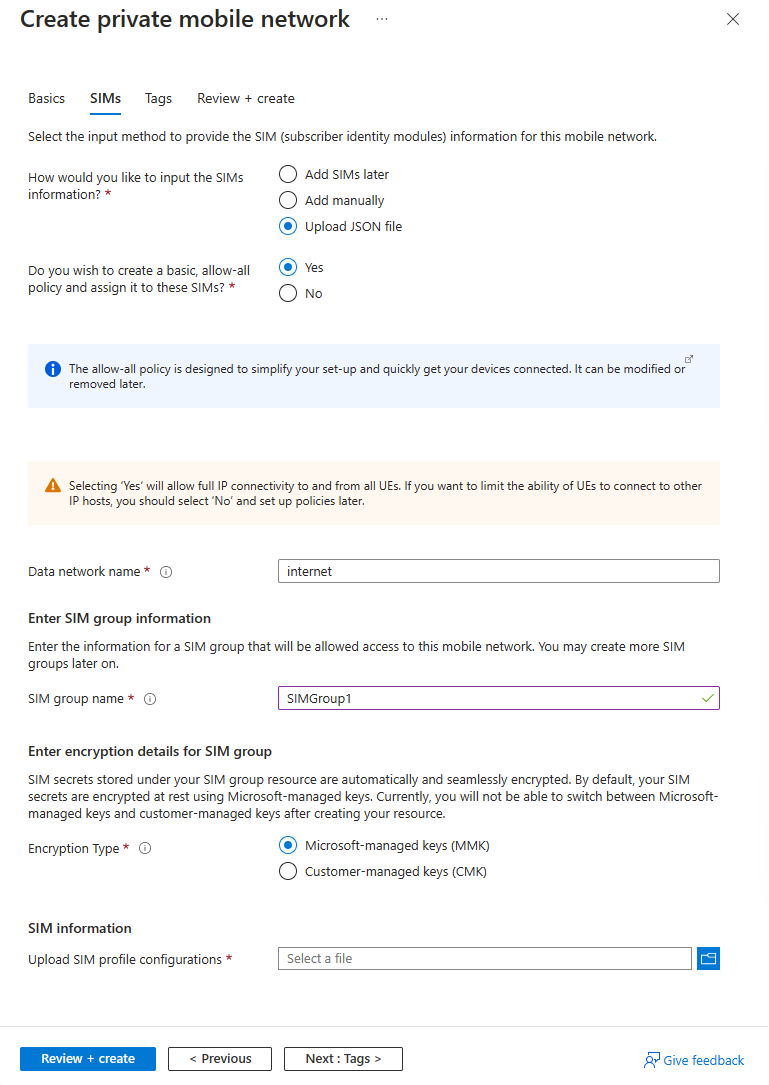 Create private mobile network ...
Basics SIMs Tags Review + create
Select the input method to provide the SIM (subscriber identity modules) information for this mobile network.
How would you like to input the SIMs
information? *
Add SIMs later
Add manually
Upload JSON file
Do you wish to create a basic, allow-all
policy and assign it to these SIMs? *
Yes
No
The allow-all policy is designed to simplify your set-up and quickly get your devices connected. It can be modified or
removed later.
Selecting 'Yes' will allow full IP connectivity to and from all UEs. If you want to limit the ability of UEs to connect to other
IP hosts, you should select 'No' and set up policies later.
Data network name *
internet
Enter SIM group information
Enter the information for a SIM group that will be allowed access to this mobile network. You may create more SIM
groups later on.
SIM group name *
SIMGroup1
Enter encryption details for SIM group
SIM secrets stored under your SIM group resource are automatically and seamlessly encrypted. By default, your SIM
secrets are encrypted at rest using Microsoft-managed keys. Currently, you will not be able to switch between Microsoft-
managed keys and customer-managed keys after creating your resource.
Encryption Type *
Microsoft-managed keys (MMK)
Customer-managed keys (CMK)
SIM information
Upload SIM profile configurations *
Select a file
Review + create
< Previous
Next : Tags >
Give feedback